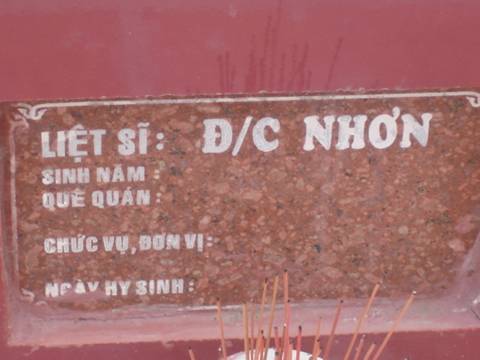 LIỆT SĨ: Đ/C NHƠN
SINH NĂM :
QUÊ QUÁN :
CHỨC VỤ, ĐƠN VỊ:
NGÀY HY SINH :